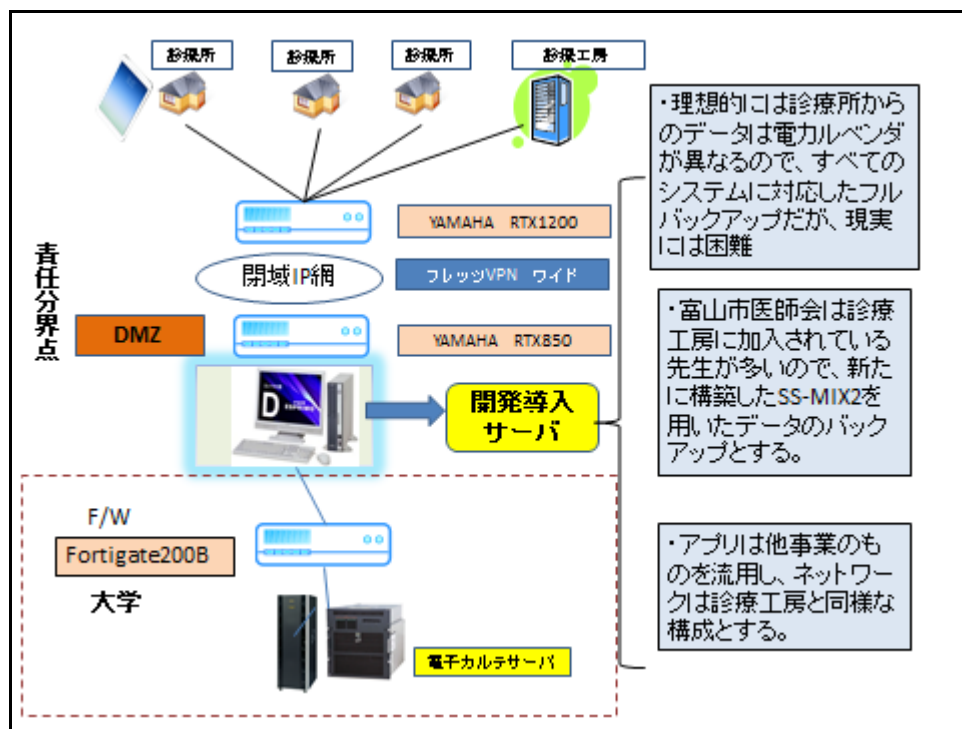 診療所
診療所
診療所
診療工房
YAMAHA RTX1200
閉域IP網
フレッツVPN ワイド
責任分界点
DMZ
YAMAHA RTX850
D
開発導入
サーバ
F/W
Fortigate200B
大学
電子カルテサーバ
・理想的には診療所から
のデータは電カルベンダ
が異なるので、すべての
システムに対応したフル
バックアップだが、現実
には困難
・富山市医師会は診療
工房に加入されている
先生が多いので、新た
に構築したSS-MIX2を
用いたデータのバック
アップとする。
・アプリは他事業のも
のを流用し、ネットワー
クは診療工房と同様な
構成とする。